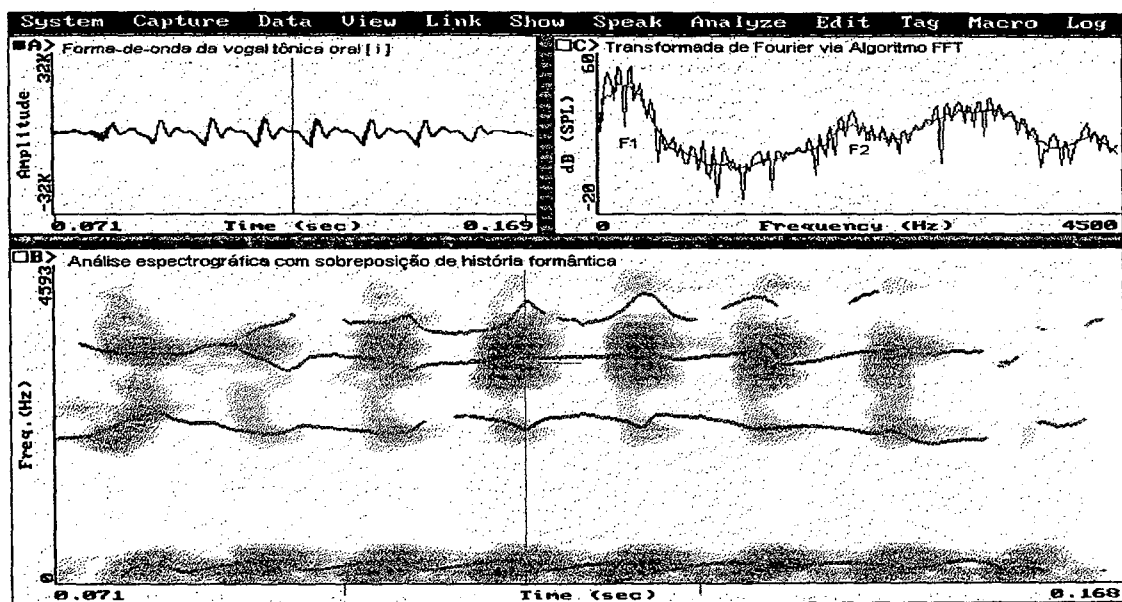 System Capture Data View Link Show Speak Analyze Edit Tag Macro Log
A> Forma-de-onda da vogal tônica oral [ i ]
32K
Amplitude
-32K
0.071 Time (sec) 0.169
C> Transformada de Fourier via Algoritmo FFT
60
dB (SPL)
-20
F1
F2
0 Frequency (Hz) 4500
B> Análise espectrográfica com sobreposição de história formântica
4593
Freq.(Hz
0
0.071 Time (sec) 0.168